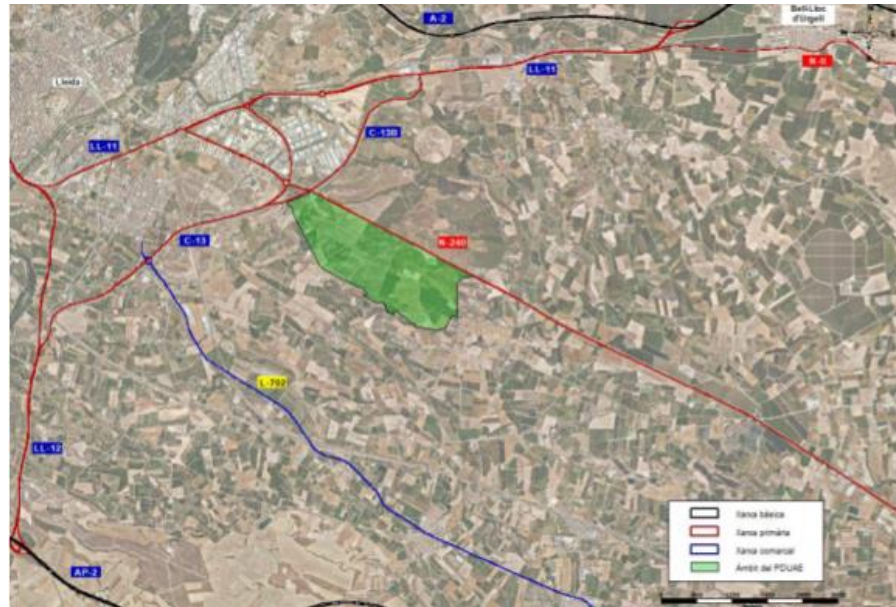 A-2
Bell-Lloc
d'Urgell
N-II
LL-11
Lleida
C-13B
LL-11
C-13
N-240
L-702
LL-12
AP-2
Xarxa bàsica
Xarxa primària
Xarxa comarcal
Àmbit del PDUAE